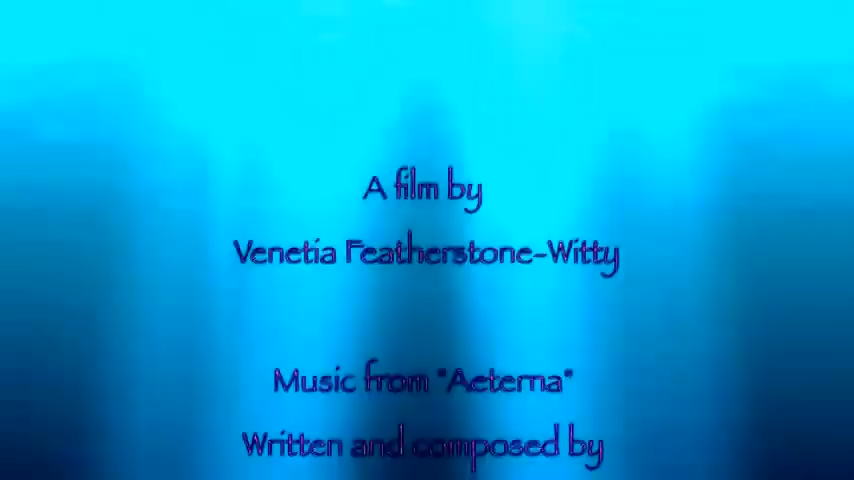 A film by
Venetia Featherstone-Witty
Music from "Aeterna"
Written and composed by